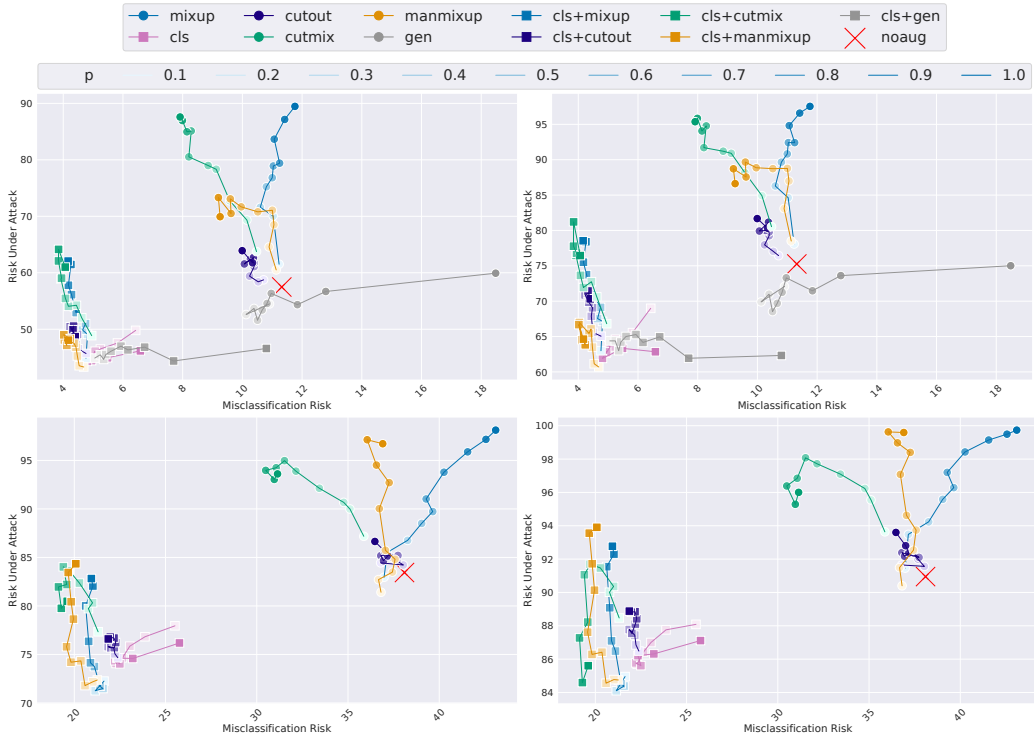 mixup cutout manmixup cls+mixup cls+cutmix cls+gen
cls cutmix gen cls+cutout cls+manmixup noaug
p 0.1 0.2 0.3 0.4 0.5 0.6 0.7 0.8 0.9 1.0
Risk Under Attack
90
80
70
60
50
4 6 8 10 12 14 16 18
Misclassification Risk
Risk Under Attack
95
90
85
80
75
70
65
60
4 6 8 10 12 14 16 18
Misclassification Risk
Risk Under Attack
95
90
85
80
75
70
20 25 30 35 40
Misclassification Risk
Risk Under Attack
100
98
96
94
92
90
88
86
84
20 25 30 35 40
Misclassification Risk